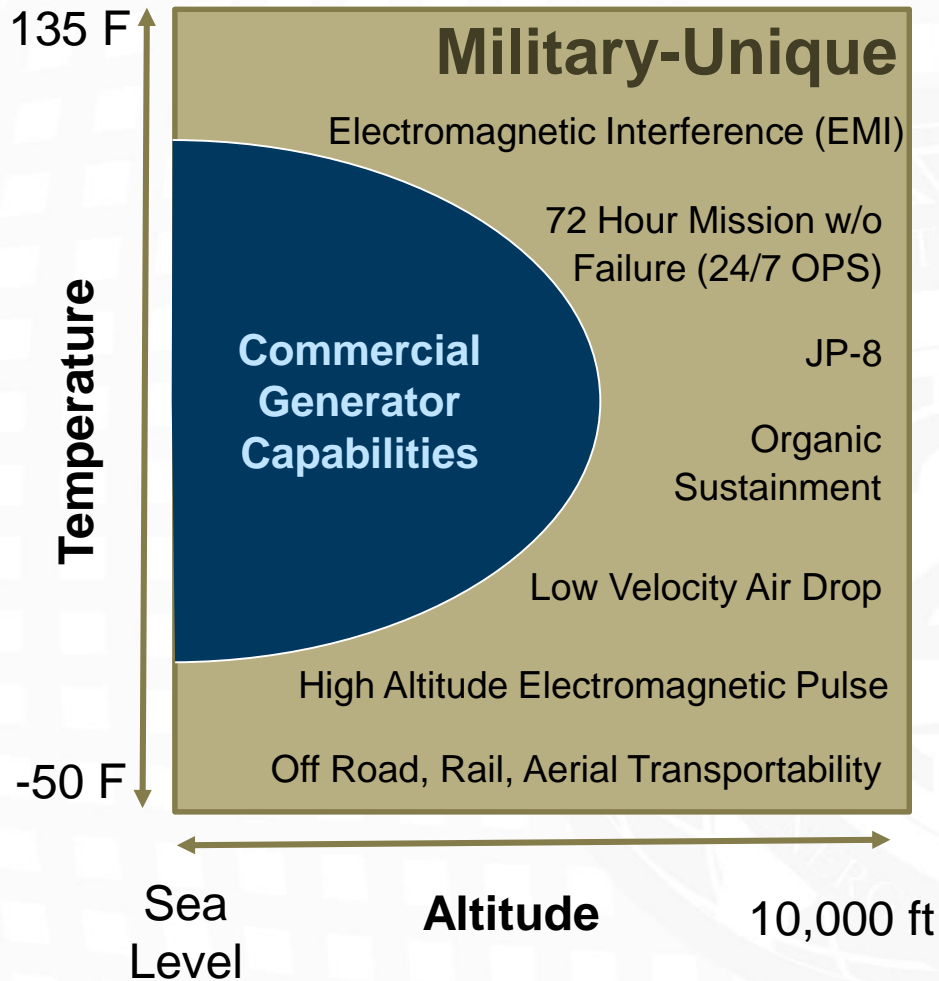 135 F
Military-Unique
Electromagnetic Interference (EMI)
72 Hour Mission w/o
Failure (24/7 OPS)
JP-8
Organic
Sustainment
Low Velocity Air Drop
High Altitude Electromagnetic Pulse
Off Road, Rail, Aerial Transportability
Commercial
Generator
Capabilities
Temperature
-50 F
Sea
Level
Altitude
10,000 ft